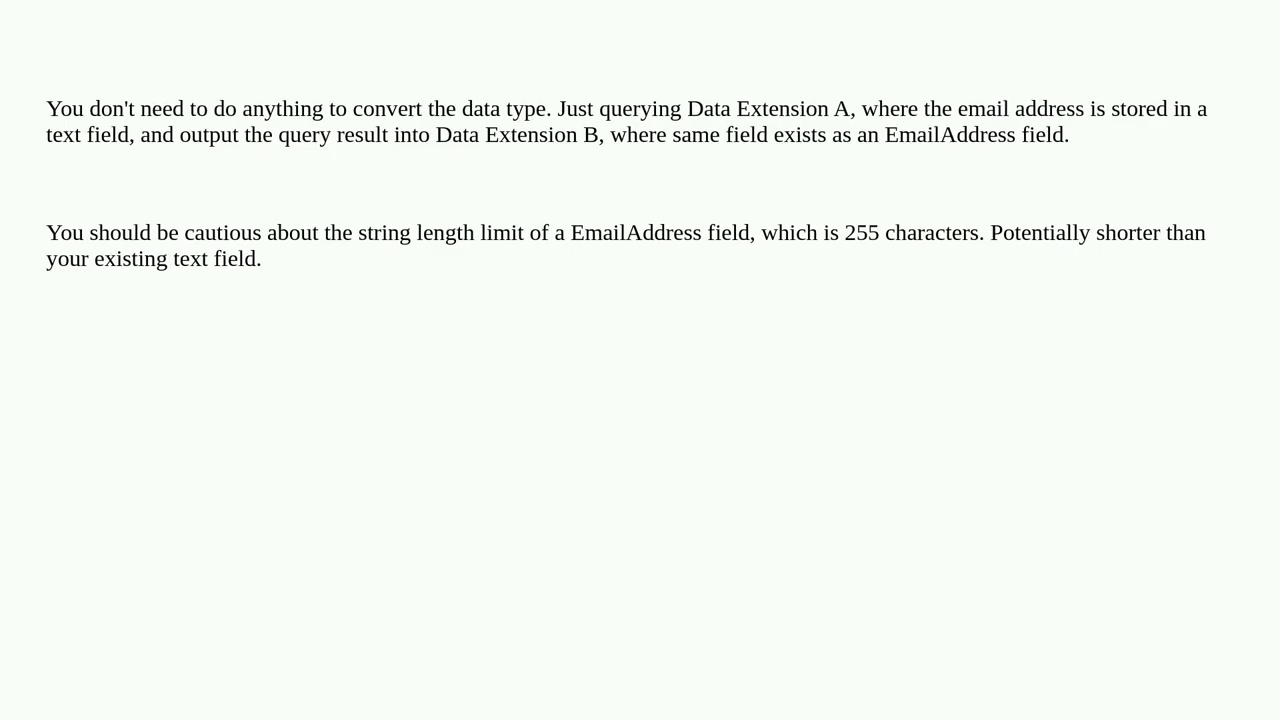 You don't need to do anything to convert the data type. Just querying Data Extension A, where the email address is stored in a
text field, and output the query result into Data Extension B, where same field exists as an EmailAddress field.
You should be cautious about the string length limit of a EmailAddress field, which is 255 characters. Potentially shorter than
your existing text field.